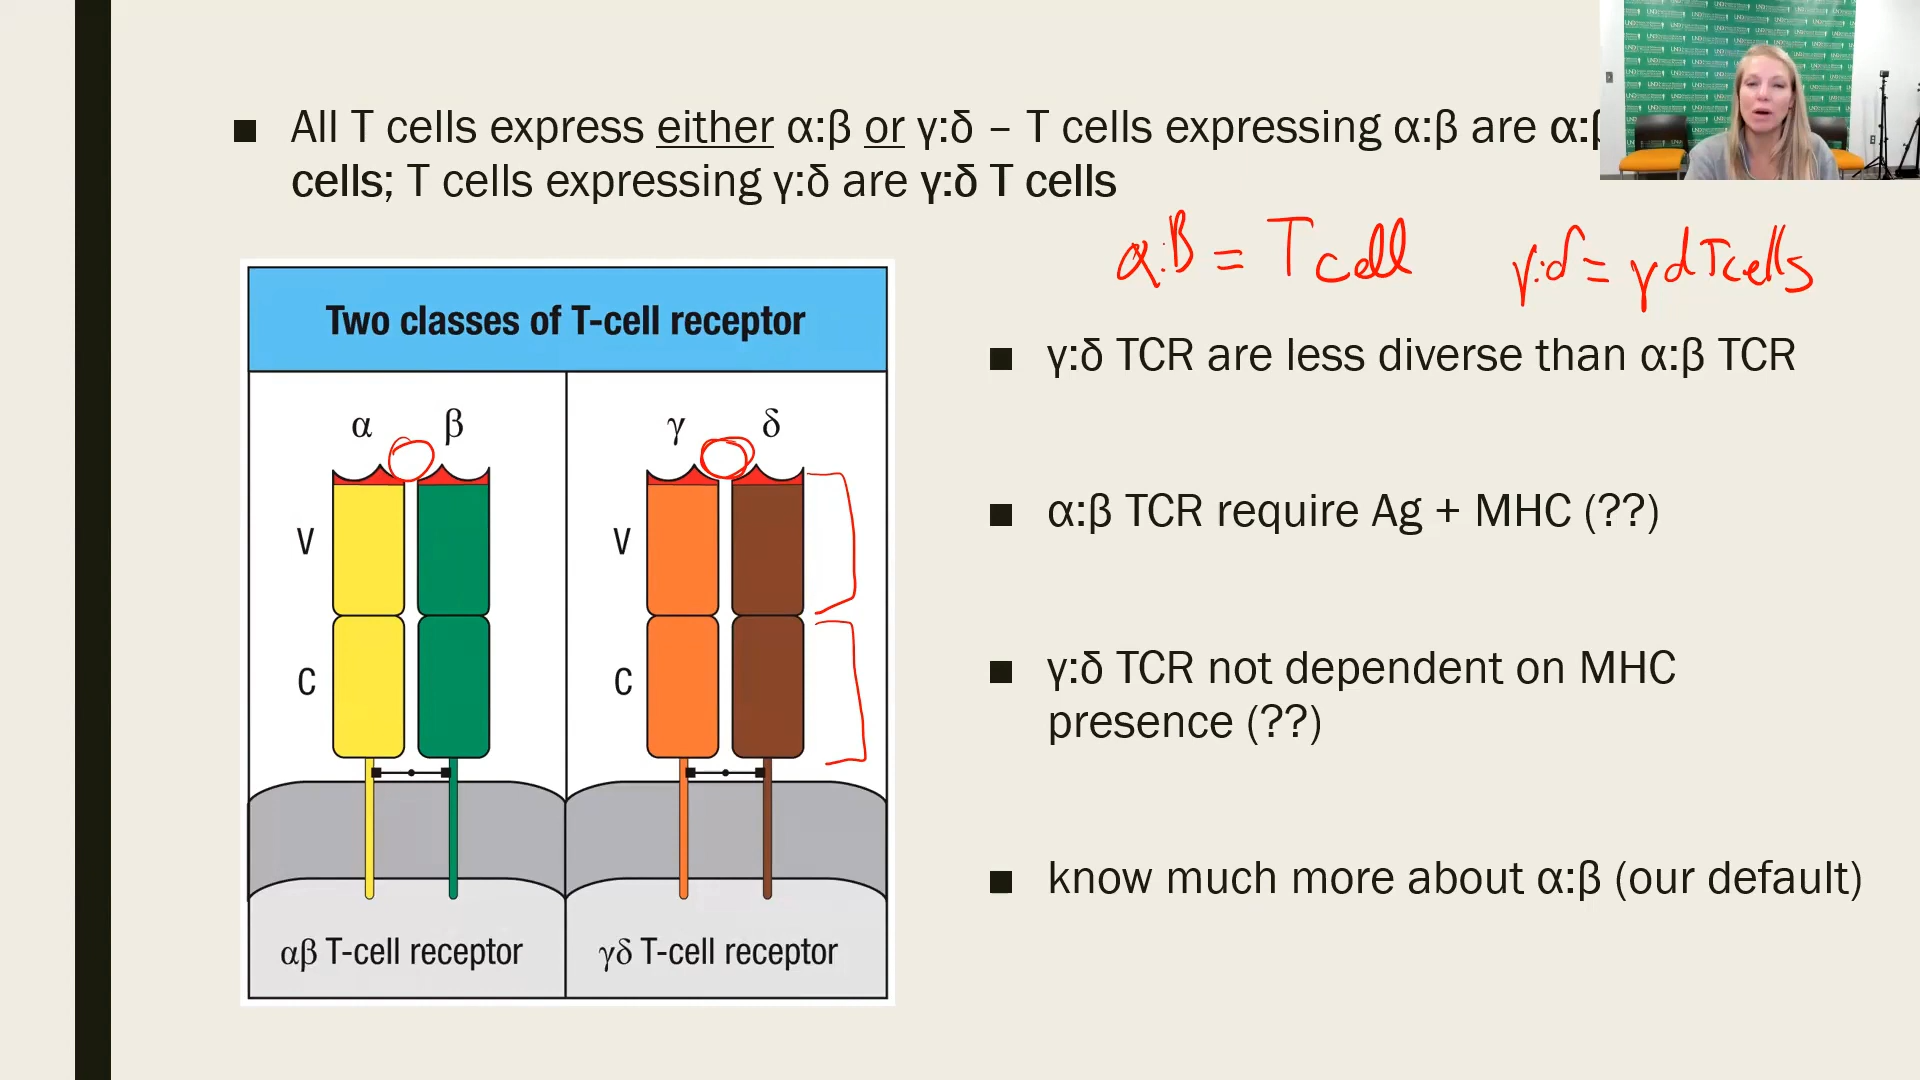 ■ All T cells express either α:β or γ:δ – T cells expressing α:β are α:β
cells; T cells expressing γ:δ are γ:δ T cells
α:B = T cell
γ:δ = γδ T cells
Two classes of T-cell receptor
α β
γ δ
V
V
C
C
αβ T-cell receptor
γδ T-cell receptor
■ γ:δ TCR are less diverse than α:β TCR
■ α:β TCR require Ag + MHC (??)
■ γ:δ TCR not dependent on MHC
presence (??)
■ know much more about α:β (our default)